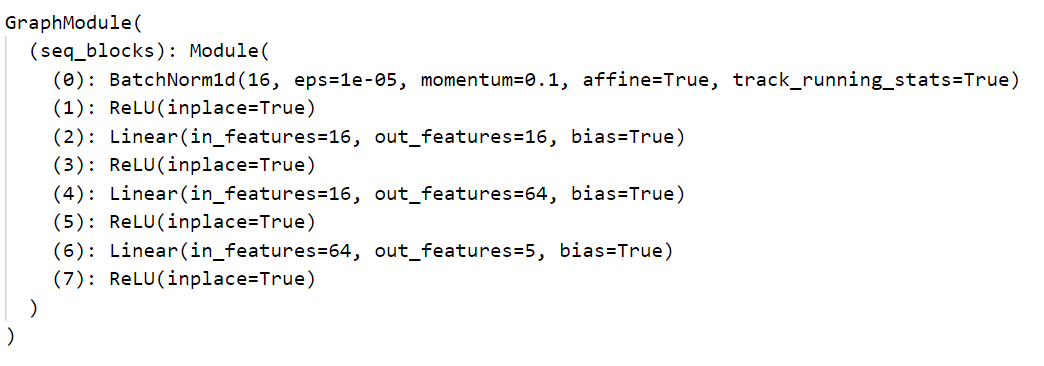 GraphModule(
  (seq_blocks): Module(
    (0): BatchNorm1d(16, eps=1e-05, momentum=0.1, affine=True, track_running_stats=True)
    (1): ReLU(inplace=True)
    (2): Linear(in_features=16, out_features=16, bias=True)
    (3): ReLU(inplace=True)
    (4): Linear(in_features=16, out_features=64, bias=True)
    (5): ReLU(inplace=True)
    (6): Linear(in_features=64, out_features=5, bias=True)
    (7): ReLU(inplace=True)
  )
)